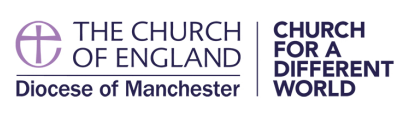 THE CHURCH
OF ENGLAND
Diocese of Manchester
CHURCH
FOR A
DIFFERENT
WORLD